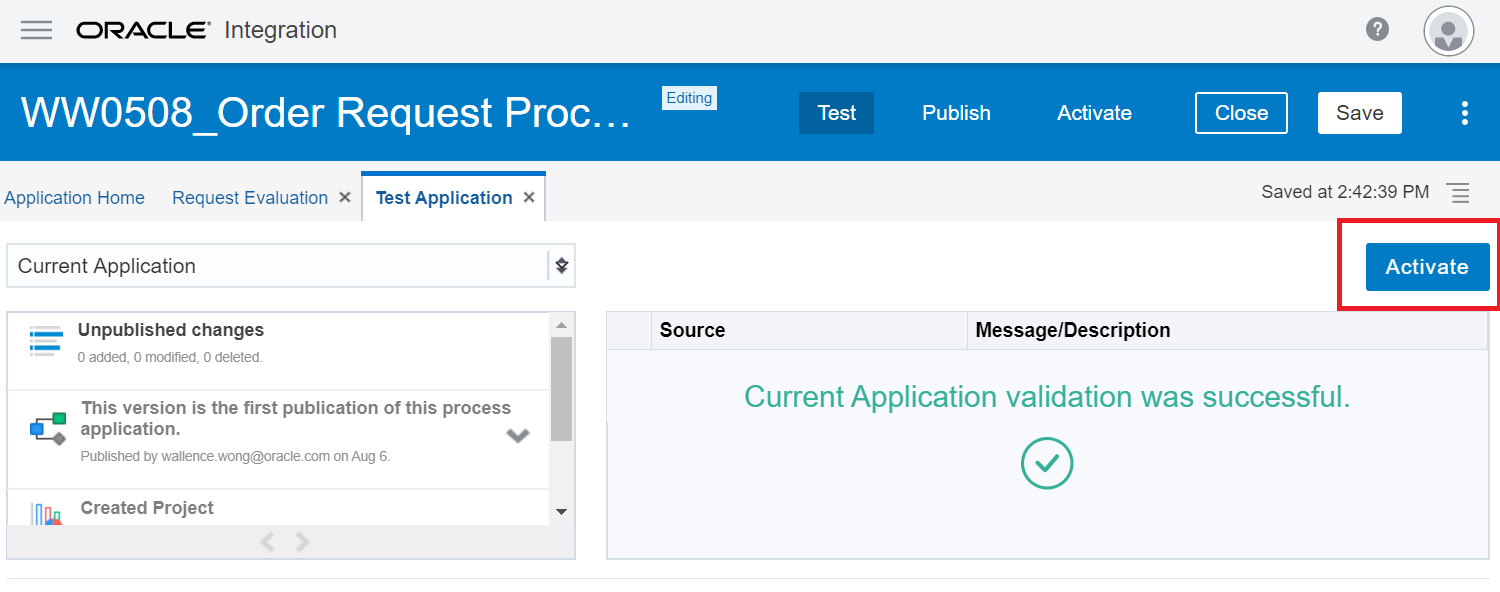 ORACLE Integration
?
WW0508_Order Request Proc...
Editing
Test
Publish
Activate
Close
Save
Application Home
Request Evaluation ×
Test Application ×
Saved at 2:42:39 PM
Current Application
Activate
Unpublished changes
0 added, 0 modified, 0 deleted.
This version is the first publication of this process
application.
Published by wallence.wong@oracle.com on Aug 6.
Created Project
Source
Message/Description
Current Application validation was successful.